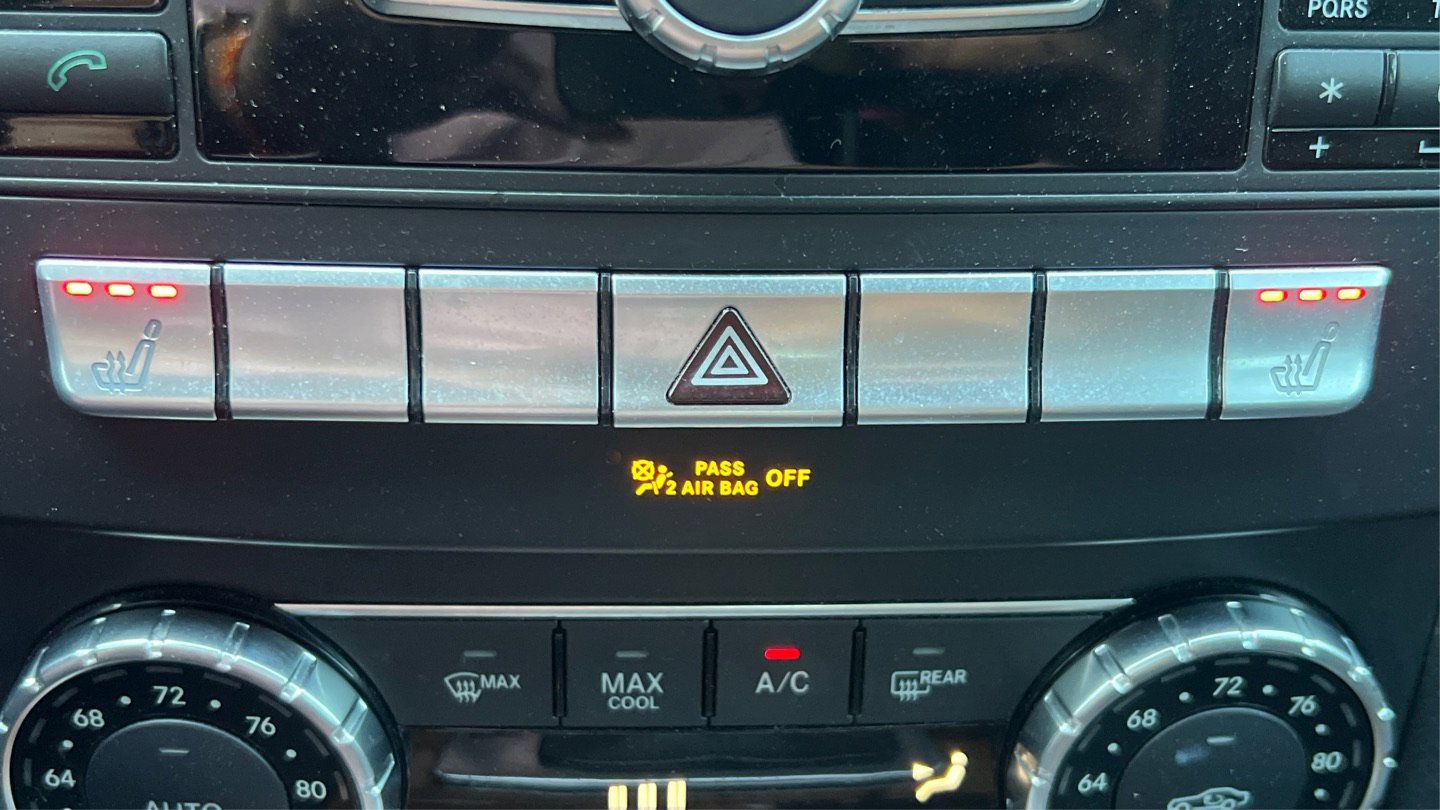 PQRS
*
+
PASS
2 AIR BAG OFF
MAX
MAX
COOL
A/C
REAR
64 68 72 76 80
AUTO
64 68 72 76 80